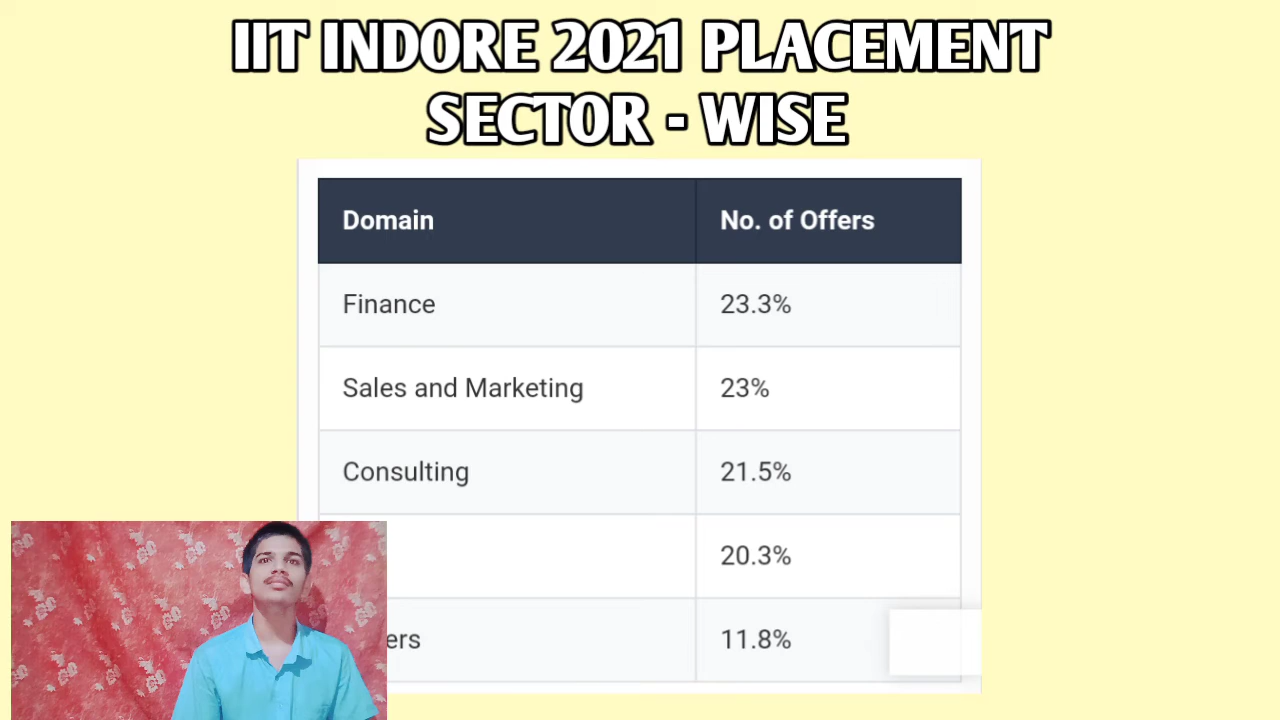 IIT INDORE 2021 PLACEMENT
SECTOR - WISE
Domain No. of Offers
Finance 23.3%
Sales and Marketing 23%
Consulting 21.5%
20.3%
11.8%